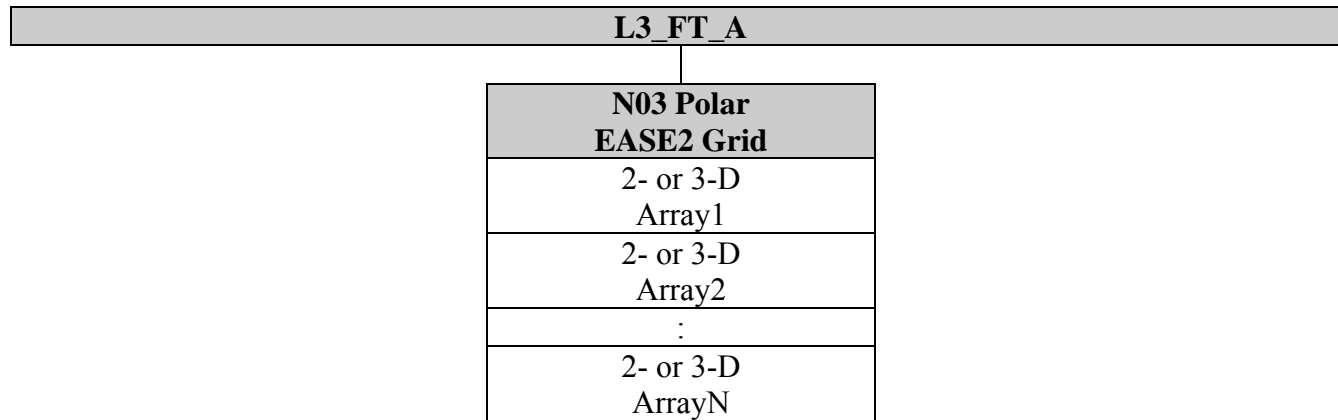 L3_FT_A
N03 Polar
EASE2 Grid
2- or 3-D
Array1
2- or 3-D
Array2
:
2- or 3-D
ArrayN